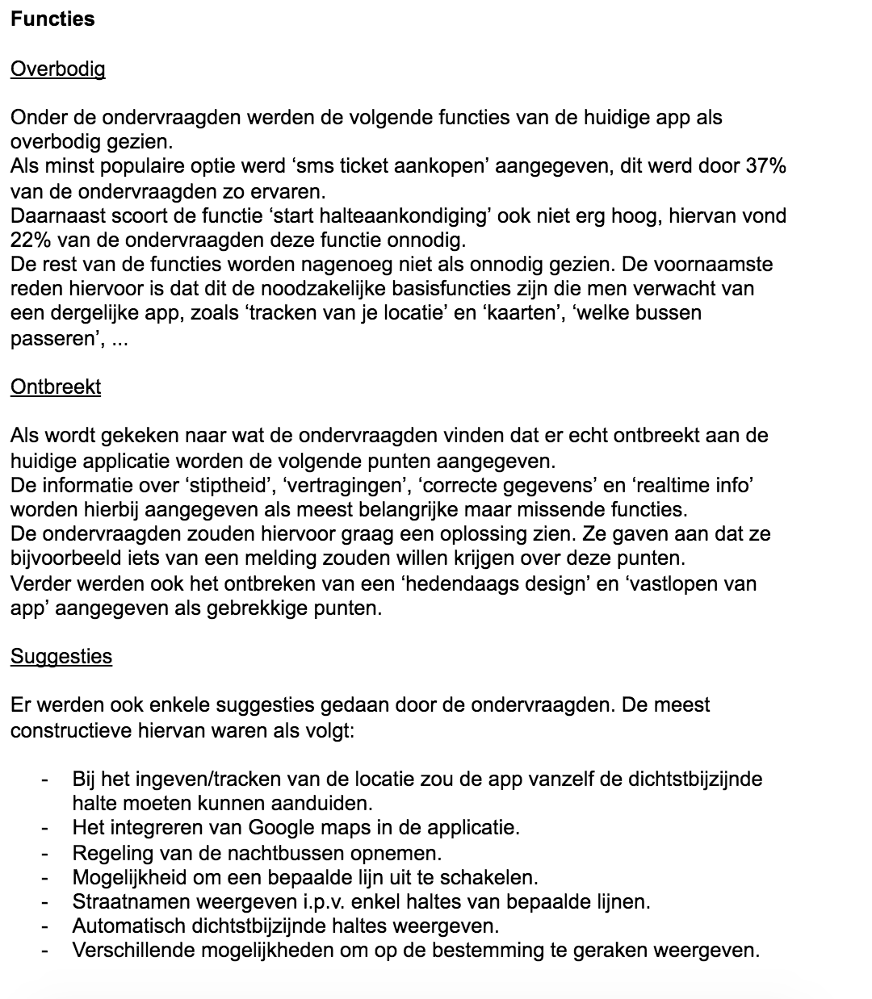 Functies
Overbodig
Onder de ondervraagden werden de volgende functies van de huidige app als
overbodig gezien.
Als minst populaire optie werd ‘sms ticket aankopen’ aangegeven, dit werd door 37%
van de ondervraagden zo ervaren.
Daarnaast scoort de functie ‘start halteaankondiging’ ook niet erg hoog, hiervan vond
22% van de ondervraagden deze functie onnodig.
De rest van de functies worden nagenoeg niet als onnodig gezien. De voornaamste
reden hiervoor is dat dit de noodzakelijke basisfuncties zijn die men verwacht van
een dergelijke app, zoals ‘tracken van je locatie’ en ‘kaarten’, ‘welke bussen
passeren’, ...
Ontbreekt
Als wordt gekeken naar wat de ondervraagden vinden dat er echt ontbreekt aan de
huidige applicatie worden de volgende punten aangegeven.
De informatie over ‘stiptheid’, ‘vertragingen’, ‘correcte gegevens’ en ‘realtime info’
worden hierbij aangegeven als meest belangrijke maar missende functies.
De ondervraagden zouden hiervoor graag een oplossing zien. Ze gaven aan dat ze
bijvoorbeeld iets van een melding zouden willen krijgen over deze punten.
Verder werden ook het ontbreken van een ‘hedendaags design’ en ‘vastlopen van
app’ aangegeven als gebrekkige punten.
Suggesties
Er werden ook enkele suggesties gedaan door de ondervraagden. De meest
constructieve hiervan waren als volgt:
- Bij het ingeven/tracken van de locatie zou de app vanzelf de dichtstbijzijnde
halte moeten kunnen aanduiden.
- Het integreren van Google maps in de applicatie.
- Regeling van de nachtbussen opnemen.
- Mogelijkheid om een bepaalde lijn uit te schakelen.
- Straatnamen weergeven i.p.v. enkel haltes van bepaalde lijnen.
- Automatisch dichtstbijzijnde haltes weergeven.
- Verschillende mogelijkheden om op de bestemming te geraken weergeven.